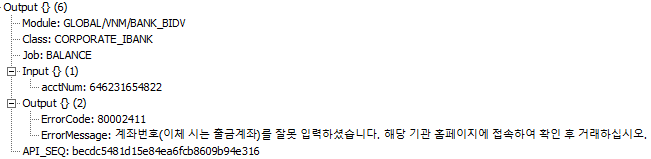 Output {} (6)
Module: GLOBAL/VNM/BANK_BIDV
Class: CORPORATE_IBANK
Job: BALANCE
Input {} (1)
acctNum: 646231654822
Output {} (2)
ErrorCode: 80002411
ErrorMessage: 계좌번호(이체 시는 출금계좌)를 잘못 입력하셨습니다. 해당 기관 홈페이지에 접속하여 확인 후 거래하십시오.
API_SEQ: becdc5481d15e84ea6fcb8609b94e316